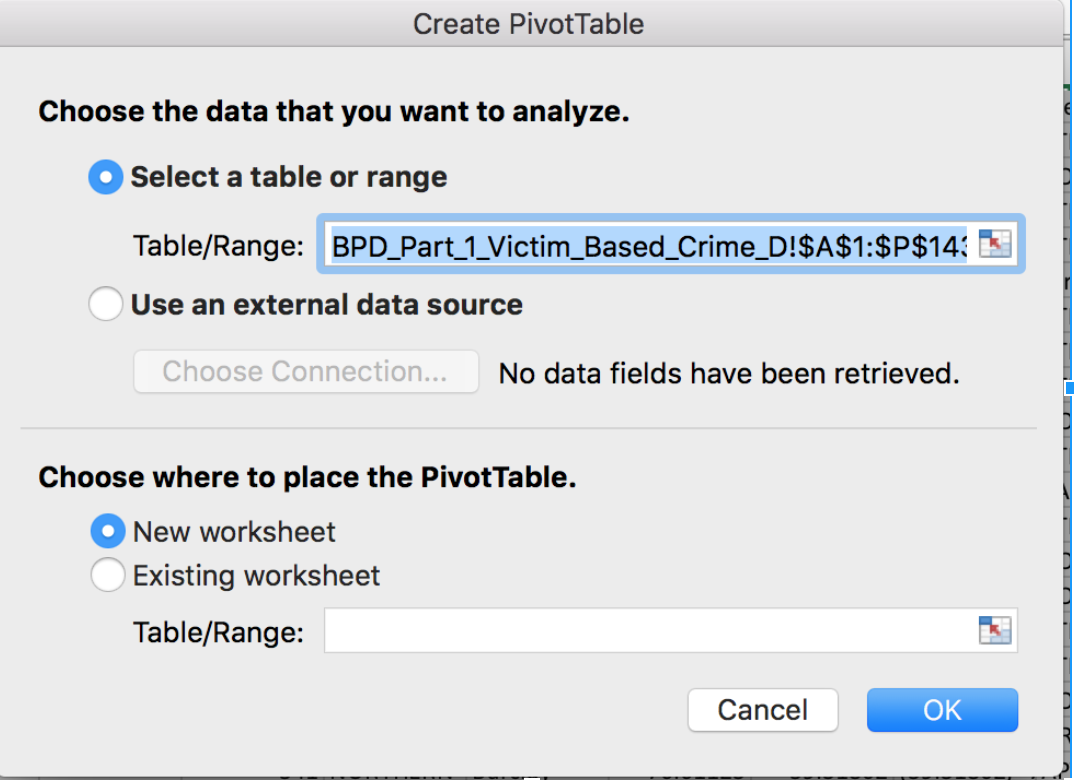 Create PivotTable
Choose the data that you want to analyze.
Select a table or range
Table/Range: BPD_Part_1_Victim_Based_Crime_D!$A$1:$P$143
Use an external data source
Choose Connection... No data fields have been retrieved.
Choose where to place the PivotTable.
New worksheet
Existing worksheet
Table/Range:
Cancel OK